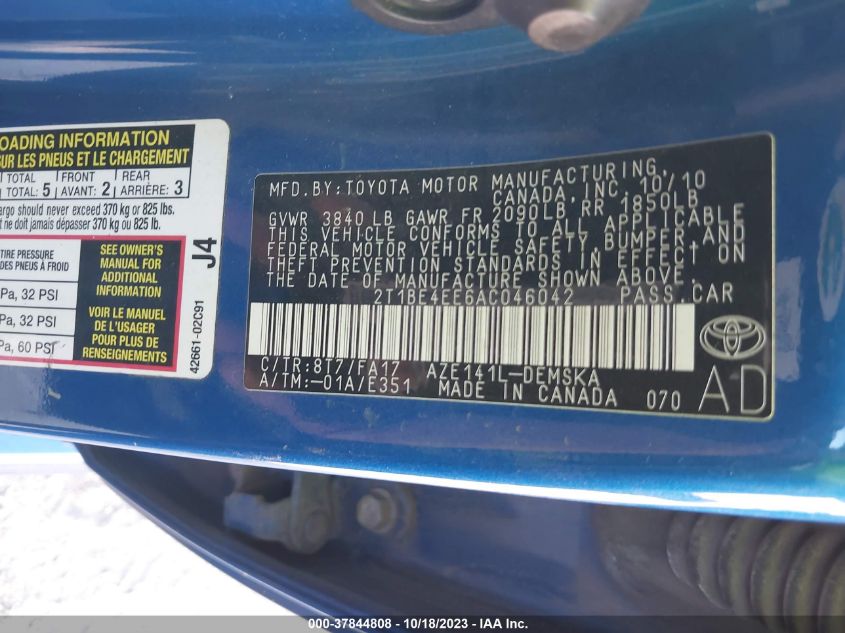 OADING INFORMATION
SUR LES PNEUS ET LE CHARGEMENT
TOTAL 5 FRONT 2 REAR 3
TOTAL: AVANT: ARRIÈRE:
argo should never exceed 370 kg or 825 lbs.
t ne doit jamais dépasser 370 kg ou 825 lb.
TIRE PRESSURE
DES PNEUS À FROID
Pa, 32 PSI
Pa, 32 PSI
Pa, 60 PSI
SEE OWNER'S
MANUAL FOR
ADDITIONAL
INFORMATION
VOIR LE MANUEL
DE L'USAGER
POUR PLUS DE
RENSEIGNEMENTS
J4
42661-02C91
MFD. BY: TOYOTA MOTOR MANUFACTURING,
CANADA, INC. 10/10
GVWR 3840 LB GAWR FR 2090LB, RR 1850LB
THIS VEHICLE CONFORMS TO ALL APPLICABLE
FEDERAL MOTOR VEHICLE SAFETY, BUMPER, AND
THEFT PREVENTION STANDARDS IN EFFECT ON
THE DATE OF MANUFACTURE SHOWN ABOVE.
2T1BE4EE6AC046042 PASS.CAR
C/TR:8T7/FA17 AZE141L-DEMSKA
A/TM:-01A/E351 MADE IN CANADA 070
AD
000-37844808 - 10/18/2023 - IAAI - Copart, Inc.